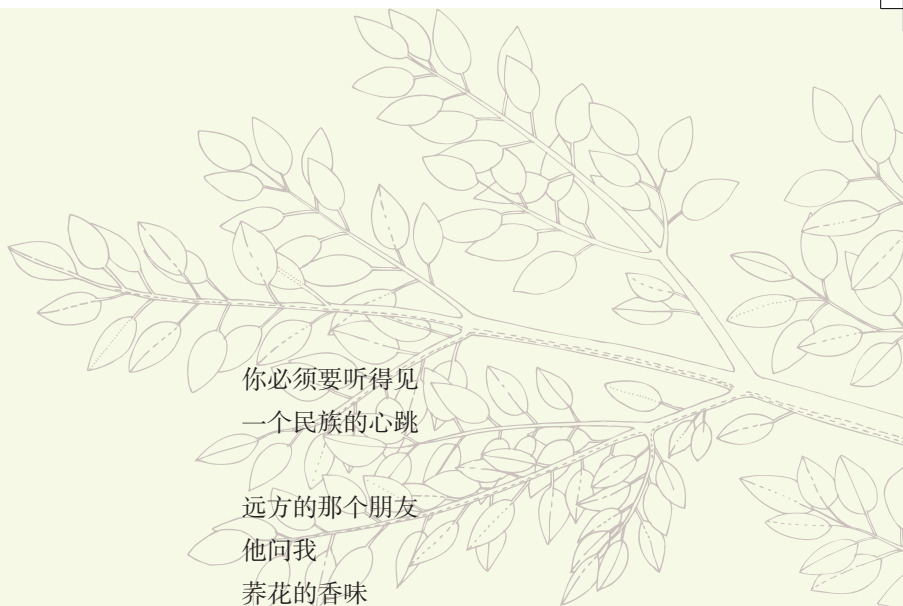 你必须要听得见
一个民族的心跳
远方的那个朋友
他问我
荞花的香味